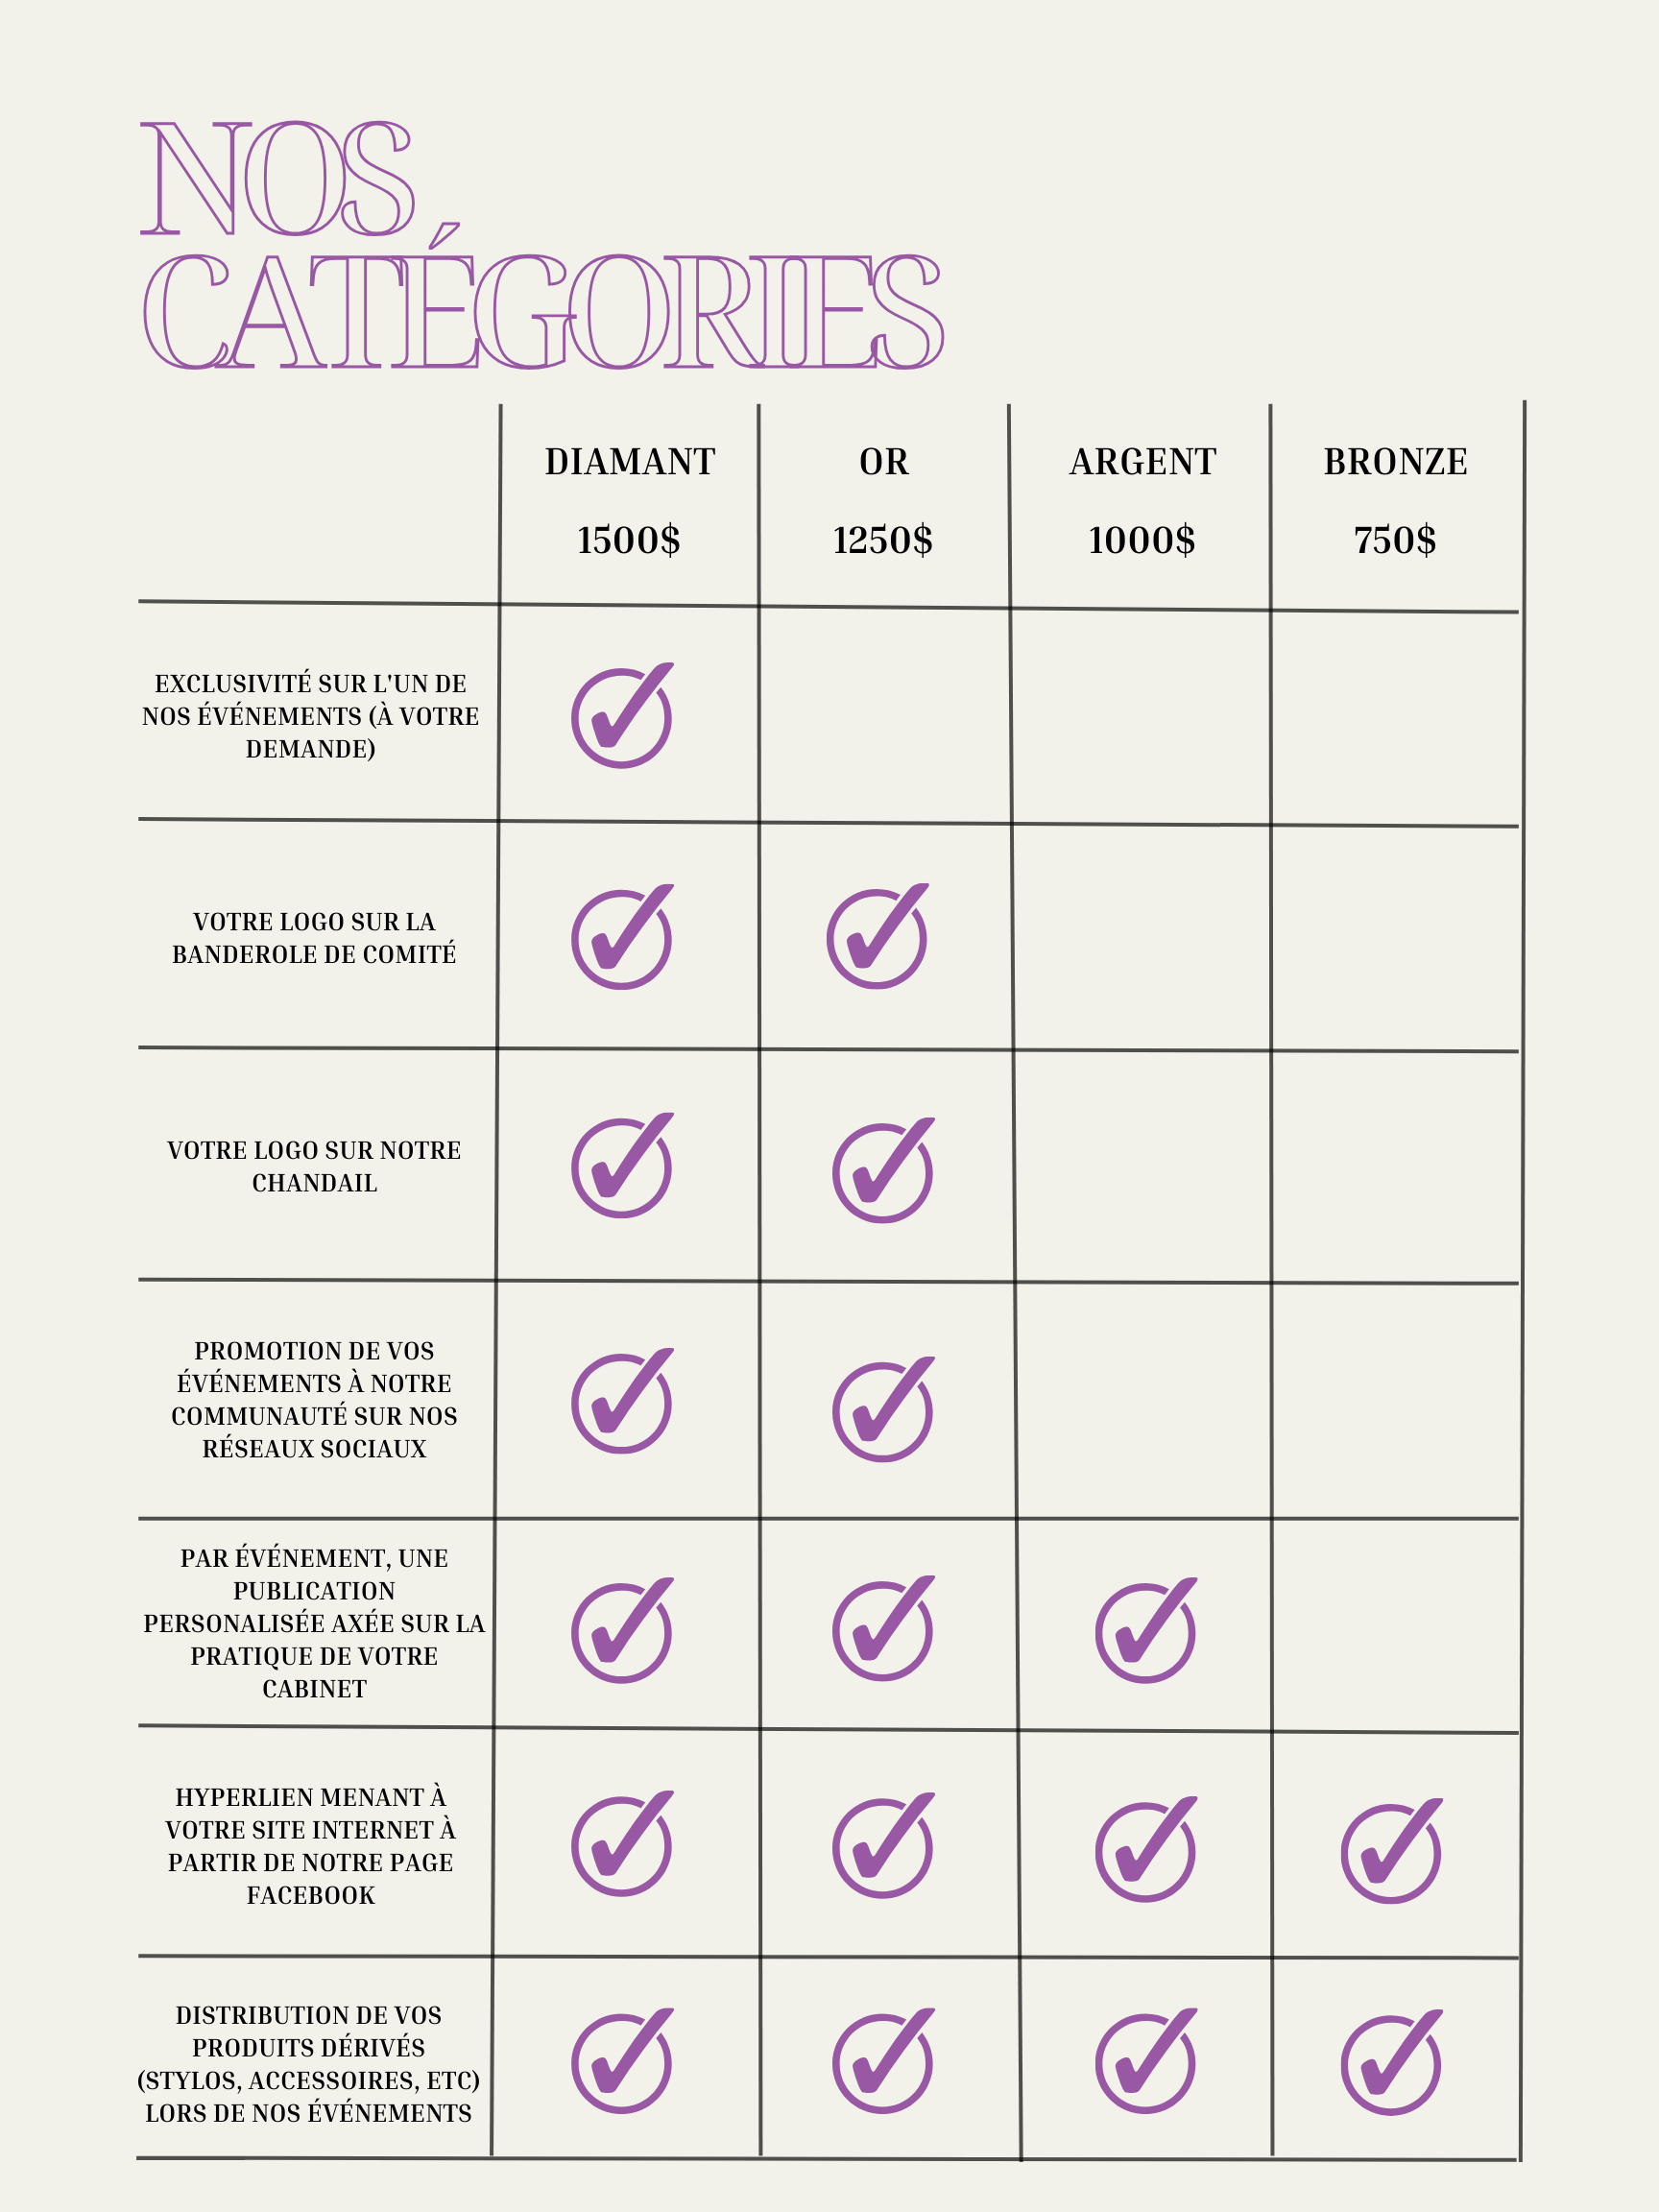 NOS
CATÉGORIES
DIAMANT OR ARGENT BRONZE
1500$ 1250$ 1000$ 750$
EXCLUSIVITÉ SUR L'UN DE
NOS ÉVÉNEMENTS (À VOTRE
DEMANDE)
VOTRE LOGO SUR LA
BANDEROLE DE COMITÉ
VOTRE LOGO SUR NOTRE
CHANDAIL
PROMOTION DE VOS
ÉVÉNEMENTS À NOTRE
COMMUNAUTÉ SUR NOS
RÉSEAUX SOCIAUX
PAR ÉVÉNEMENT, UNE
PUBLICATION
PERSONALISÉE AXÉE SUR LA
PRATIQUE DE VOTRE
CABINET
HYPERLIEN MENANT À
VOTRE SITE INTERNET À
PARTIR DE NOTRE PAGE
FACEBOOK
DISTRIBUTION DE VOS
PRODUITS DÉRIVÉS
(STYLOS, ACCESSOIRES, ETC)
LORS DE NOS ÉVÉNEMENTS